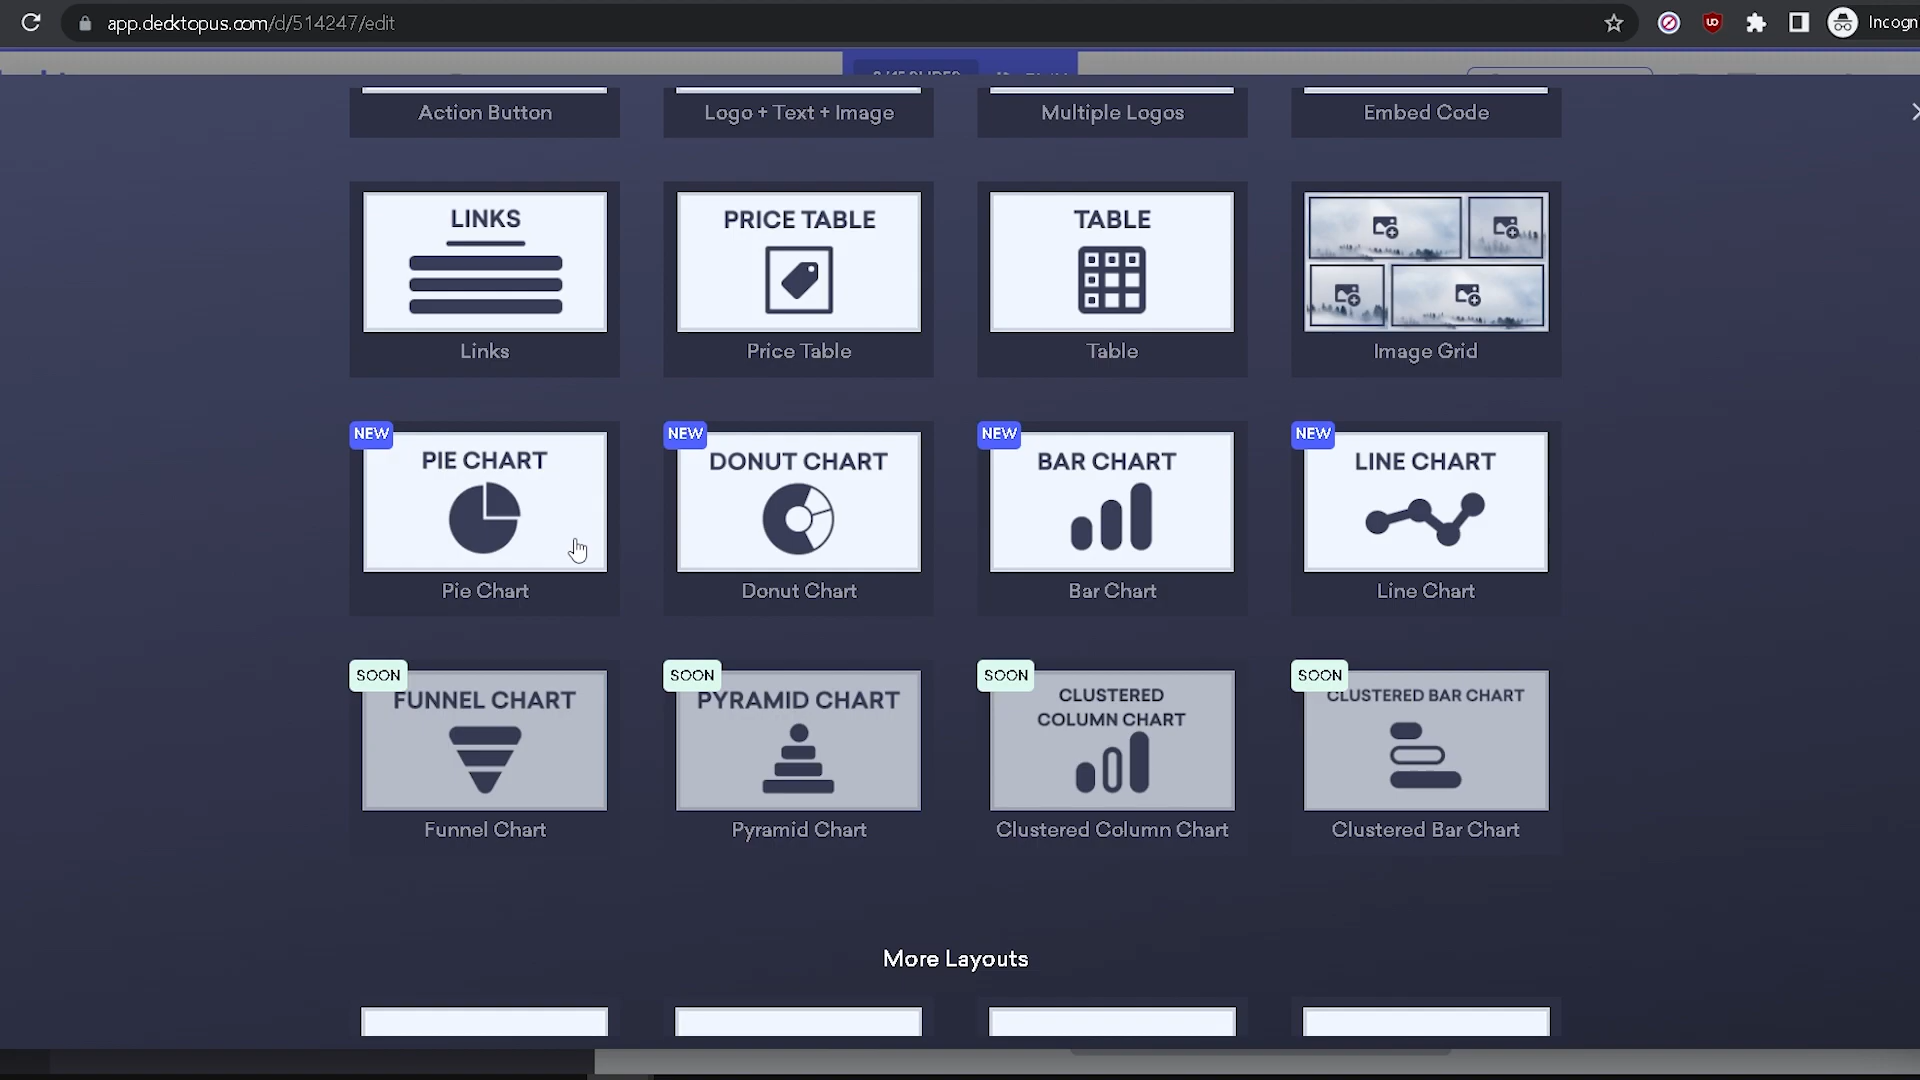 app.decktopus.com/d/514247/edit
Incogn
Action Button
Logo + Text + Image
Multiple Logos
Embed Code
LINKS
PRICE TABLE
TABLE
Links
Price Table
Table
Image Grid
NEW
NEW
NEW
NEW
PIE CHART
DONUT CHART
BAR CHART
LINE CHART
Pie Chart
Donut Chart
Bar Chart
Line Chart
SOON
SOON
SOON
SOON
FUNNEL CHART
PYRAMID CHART
CLUSTERED
COLUMN CHART
CLUSTERED BAR CHART
Funnel Chart
Pyramid Chart
Clustered Column Chart
Clustered Bar Chart
More Layouts